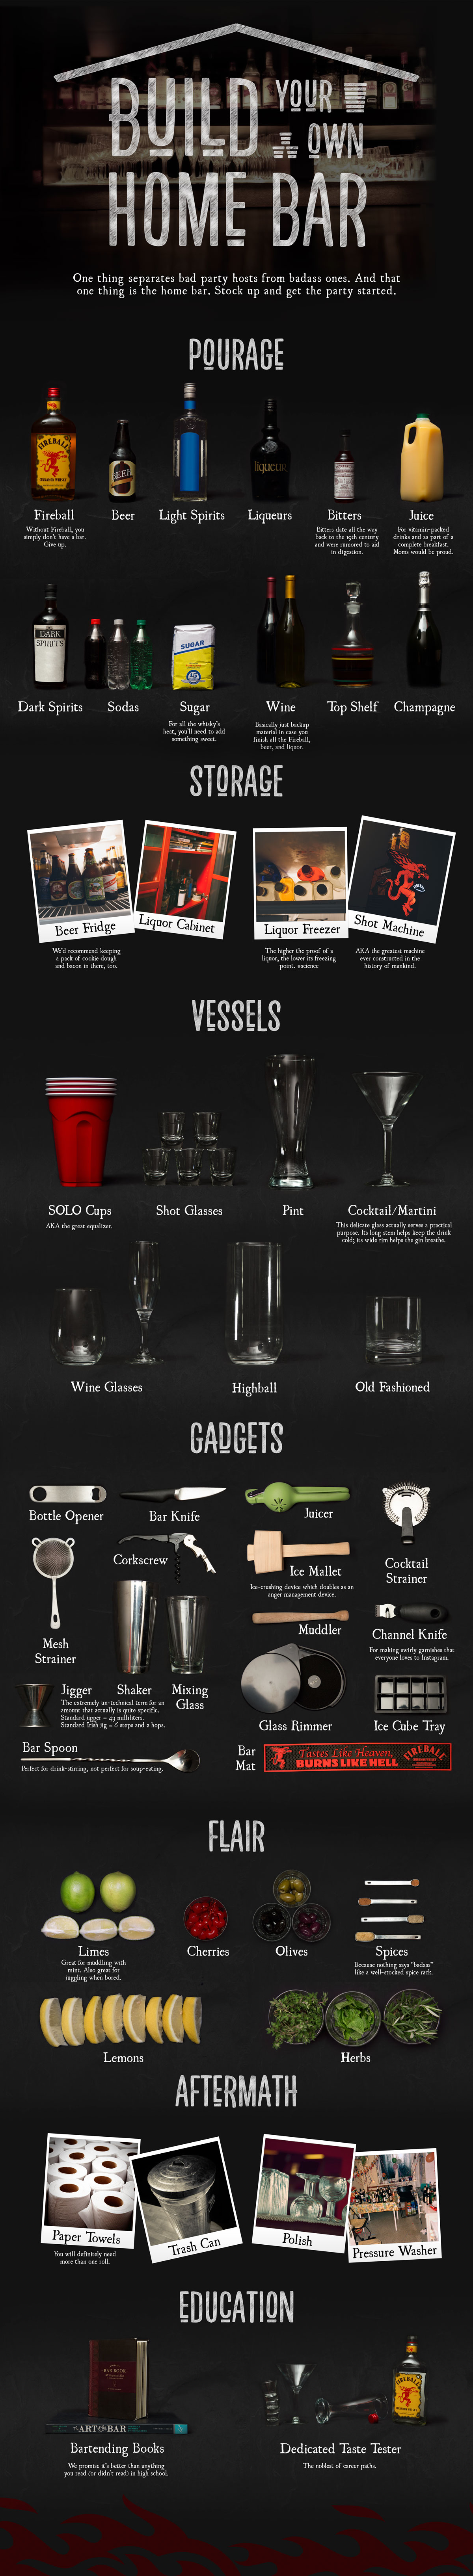 BUILD YOUR
OWN
HOME BAR
One thing separates bad party hosts from badass ones. And that
one thing is the home bar. Stock up and get the party started.
POURAGE
FIREBALL
BEER
liqueur
Fireball
Beer
Light Spirits
Liqueurs
Bitters
Juice
Without Fireball, you
simply don't have a bar.
Give up.
Bitters date all the way
back to the 19th century
and were rumored to aid
in digestion.
For vitamin-packed
drinks and as part of a
complete breakfast.
Moms would be proud.
DARK
SPIRITS
SUGAR
Dark Spirits
Sodas
Sugar
Wine
Top Shelf
Champagne
For all the whisky's
heat, you'll need to add
something sweet.
Basically just backup
material in case you
finish all the Fireball,
beer, and liquor.
STORAGE
Beer Fridge
Liquor Cabinet
Liquor Freezer
Shot Machine
We'd recommend keeping
a pack of cookie dough
and bacon in there, too.
The higher the proof of a
liquor, the lower its freezing
point. #science
AKA the greatest machine
ever constructed in the
history of mankind.
VESSELS
SOLO Cups
Shot Glasses
Pint
Cocktail/Martini
AKA the great equalizer.
This delicate glass actually serves a practical
purpose. Its long stem helps keep the drink
cold; its wide rim helps the gin breathe.
Wine Glasses
Highball
Old Fashioned
GADGETS
Bottle Opener
Bar Knife
Juicer
Cocktail
Strainer
Corkscrew
Ice Mallet
Ice-crushing device which doubles as an
anger management device.
Mesh
Strainer
Muddler
Channel Knife
For making swirly garnishes that
everyone loves to Instagram.
Jigger
The extremely un-technical term for an
amount that actually is quite specific.
Standard jigger = 43 milliliters.
Standard Irish jig = 6 steps and 2 hops.
Shaker
Mixing
Glass
Glass Rimmer
Ice Cube Tray
Bar Spoon
Perfect for drink-stirring, not perfect for soup-eating.
Bar
Mat
Tastes Like Heaven,
BURNS LIKE HELL
FIREBALL
FLAIR
Limes
Cherries
Olives
Spices
Great for muddling with
mint. Also great for
juggling when bored.
Because nothing says "badass"
like a well-stocked spice rack.
Lemons
Herbs
AFTERMATH
Paper Towels
Trash Can
Polish
Pressure Washer
You will definitely need
more than one roll.
EDUCATION
BAR BOOK
The ART of the BAR
FIREBALL
Bartending Books
Dedicated Taste Tester
We promise it's better than anything
you read (or didn't read) in high school.
The noblest of career paths.